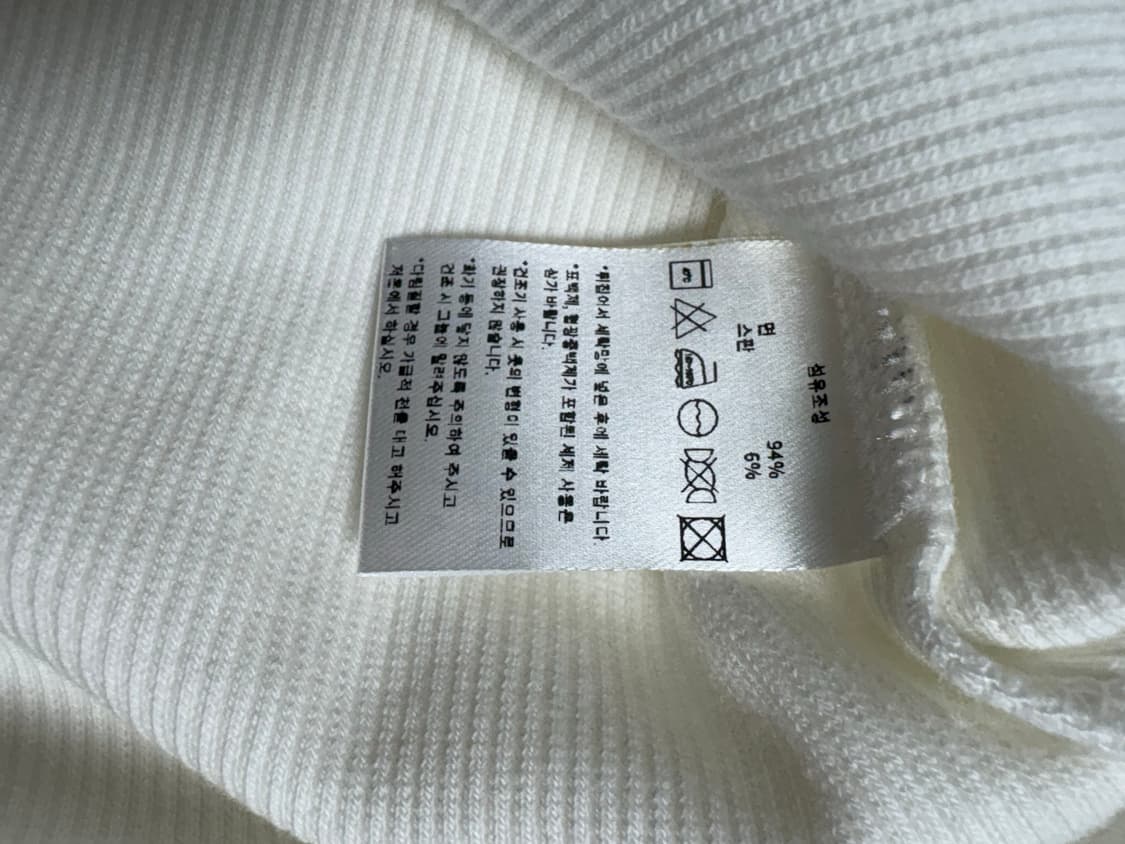 섬유조성
면 94%
스판 6%
*뒤집어서 세탁망에 넣은 후에 세탁 바랍니다.
*표백제, 형광증백제가 포함된 세제 사용은
삼가 바랍니다.
*건조기 사용 시 옷의 변형이 있을 수 있으므로
권장하지 않습니다.
*화기 등에 닿지 않도록 주의하여 주시고
건조 시 그늘에 말려주십시오.
*다림질할 경우 가급적 천을 대고 해주시고
저온에서 하십시오.